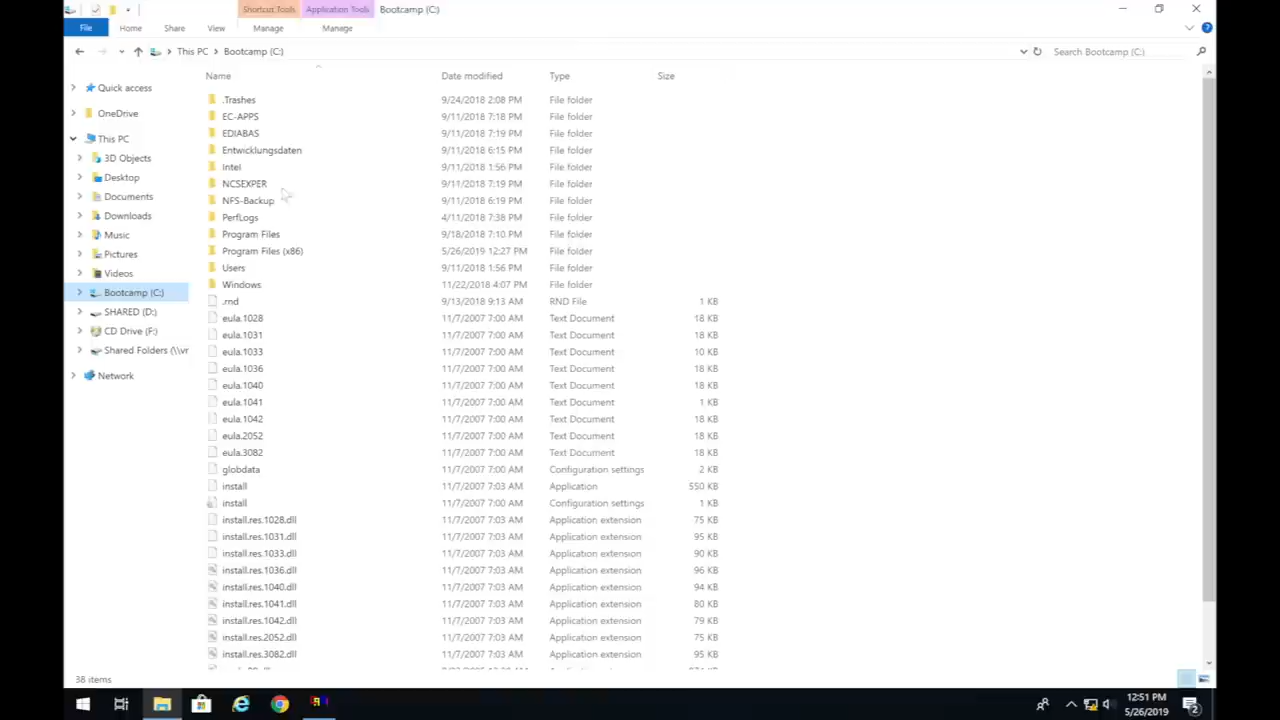 Shortcut Tools Application Tools Bootcamp (C:)
File Home Share View Manage Manage
This PC Bootcamp (C:) Search Bootcamp (C:)
Name Date modified Type Size
Quick access
OneDrive
This PC
3D Objects
Desktop
Documents
Downloads
Music
Pictures
Videos
Bootcamp (C:)
SHARED (D:)
CD Drive (F:)
Shared Folders (\\vr
Network
.Trashes 9/24/2018 2:08 PM File folder
EC-APPS 9/11/2018 7:18 PM File folder
EDIABAS 9/11/2018 7:19 PM File folder
Entwicklungsdaten 9/11/2018 6:15 PM File folder
Intel 9/11/2018 1:56 PM File folder
NCSEXPER 9/11/2018 7:19 PM File folder
NFS-Backup 9/11/2018 6:19 PM File folder
PerfLogs 4/11/2018 7:38 PM File folder
Program Files 9/18/2018 7:10 PM File folder
Program Files (x86) 5/26/2019 12:27 PM File folder
Users 9/11/2018 1:56 PM File folder
Windows 11/22/2018 4:07 PM File folder
.rnd 9/13/2018 9:13 AM RND File 1 KB
eula.1028 11/7/2007 7:00 AM Text Document 18 KB
eula.1031 11/7/2007 7:00 AM Text Document 18 KB
eula.1033 11/7/2007 7:00 AM Text Document 10 KB
eula.1036 11/7/2007 7:00 AM Text Document 18 KB
eula.1040 11/7/2007 7:00 AM Text Document 18 KB
eula.1041 11/7/2007 7:00 AM Text Document 1 KB
eula.1042 11/7/2007 7:00 AM Text Document 18 KB
eula.2052 11/7/2007 7:00 AM Text Document 18 KB
eula.3082 11/7/2007 7:00 AM Text Document 18 KB
globdata 11/7/2007 7:00 AM Configuration settings 2 KB
install 11/7/2007 7:03 AM Application 550 KB
install 11/7/2007 7:00 AM Configuration settings 1 KB
install.res.1028.dll 11/7/2007 7:03 AM Application extension 75 KB
install.res.1031.dll 11/7/2007 7:03 AM Application extension 95 KB
install.res.1033.dll 11/7/2007 7:03 AM Application extension 90 KB
install.res.1036.dll 11/7/2007 7:03 AM Application extension 96 KB
install.res.1040.dll 11/7/2007 7:03 AM Application extension 94 KB
install.res.1041.dll 11/7/2007 7:03 AM Application extension 80 KB
install.res.1042.dll 11/7/2007 7:03 AM Application extension 79 KB
install.res.2052.dll 11/7/2007 7:03 AM Application extension 75 KB
install.res.3082.dll 11/7/2007 7:03 AM Application extension 95 KB
38 items
12:51 PM
5/26/2019
2